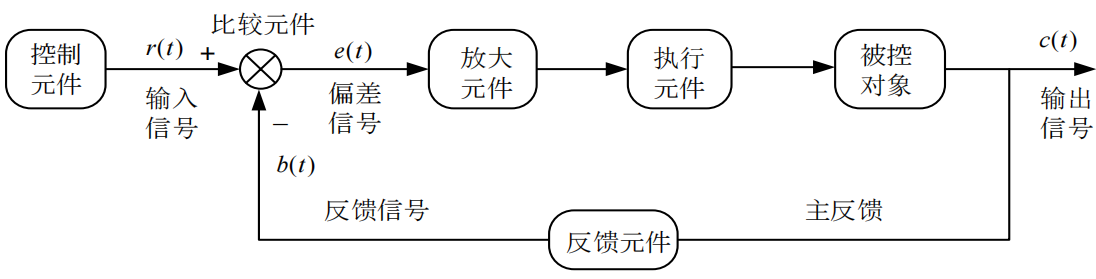 比较元件
控制
元件
r(t)
+
输入
信号
e(t)
偏差
信号
放大
元件
执行
元件
被控
对象
c(t)
输出
信号
−
b(t)
反馈信号
反馈元件
主反馈